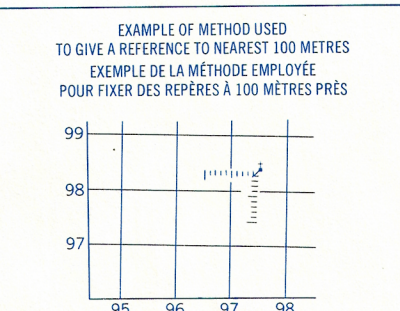 EXAMPLE OF METHOD USED
TO GIVE A REFERENCE TO NEAREST 100 METRES
EXEMPLE DE LA MÉTHODE EMPLOYÉE
POUR FIXER DES REPÈRES À 100 MÈTRES PRÈS
99
98
97
95 96 97 98